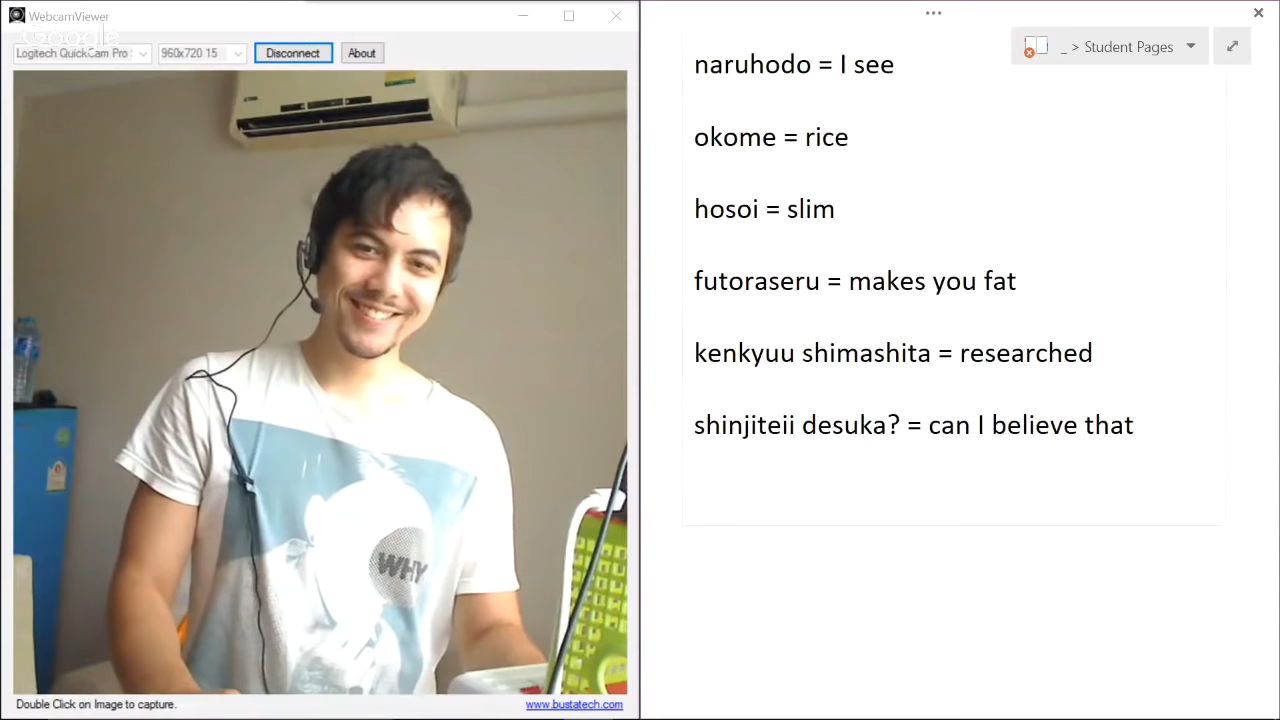 WebcamViewer
Google
Logitech QuickCam Pro
960x720 15
Disconnect
About
WHY
Double Click on Image to capture.
www.bustatech.com
_ > Student Pages
naruhodo = I see
okome = rice
hosoi = slim
futoraseru = makes you fat
kenkyuu shimashita = researched
shinjiteii desuka? = can I believe that